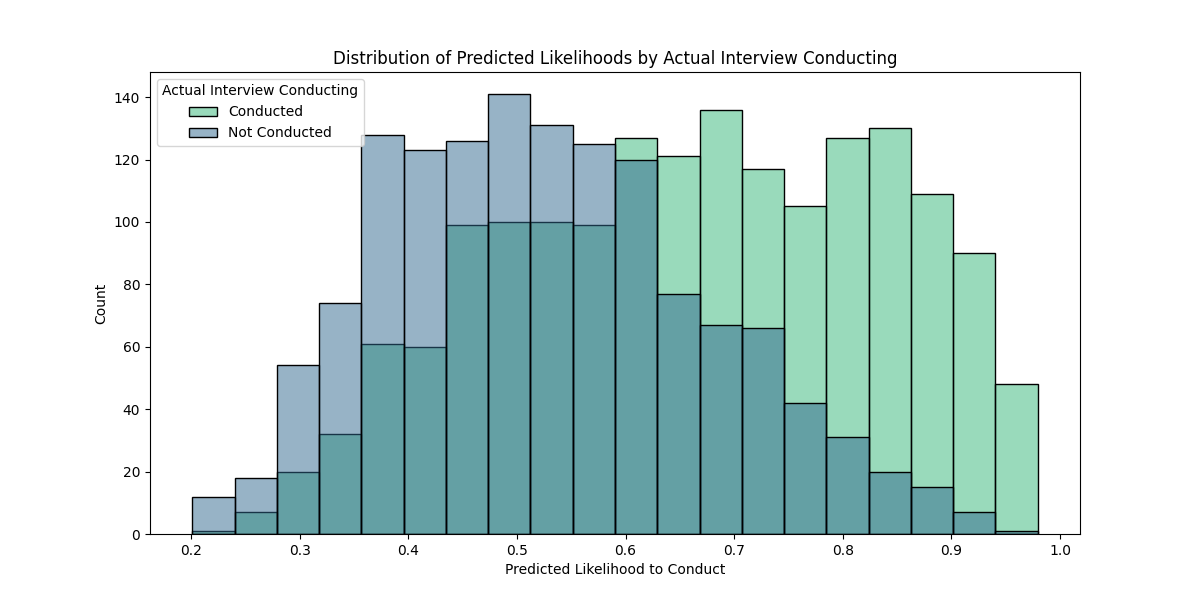 Distribution of Predicted Likelihoods by Actual Interview Conducting
Actual Interview Conducting
Conducted
Not Conducted
140
120
100
80
60
40
20
0
Count
0.2 0.3 0.4 0.5 0.6 0.7 0.8 0.9 1.0
Predicted Likelihood to Conduct